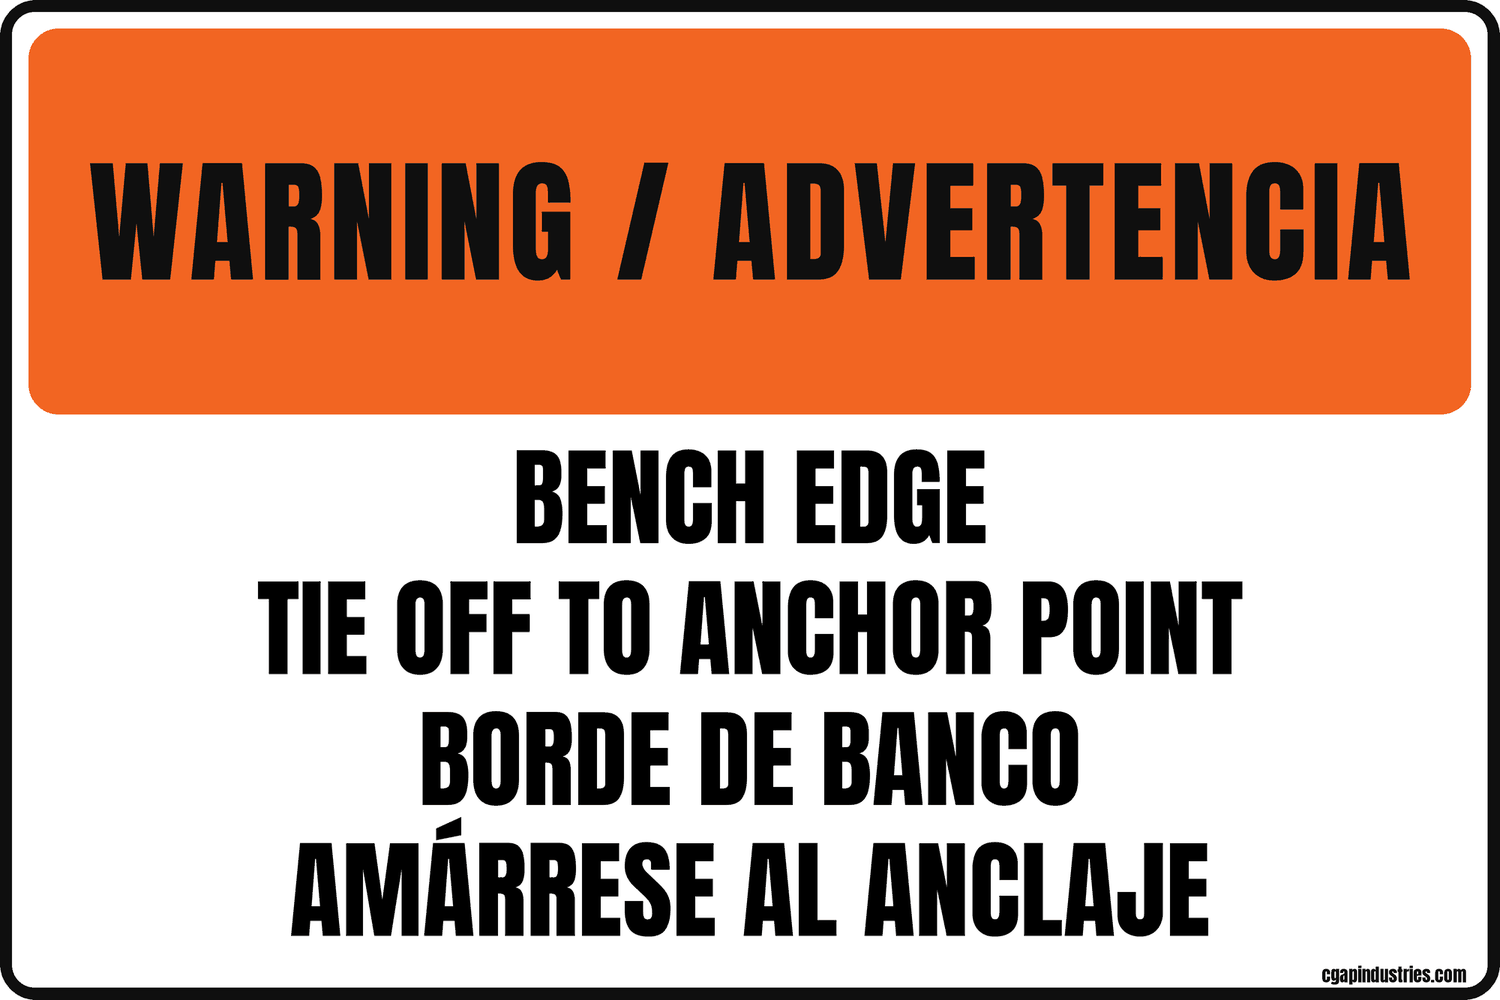 WARNING / ADVERTENCIA
BENCH EDGE
TIE OFF TO ANCHOR POINT
BORDE DE BANCO
AMÁRRESE AL ANCLAJE
cgapindustries.com